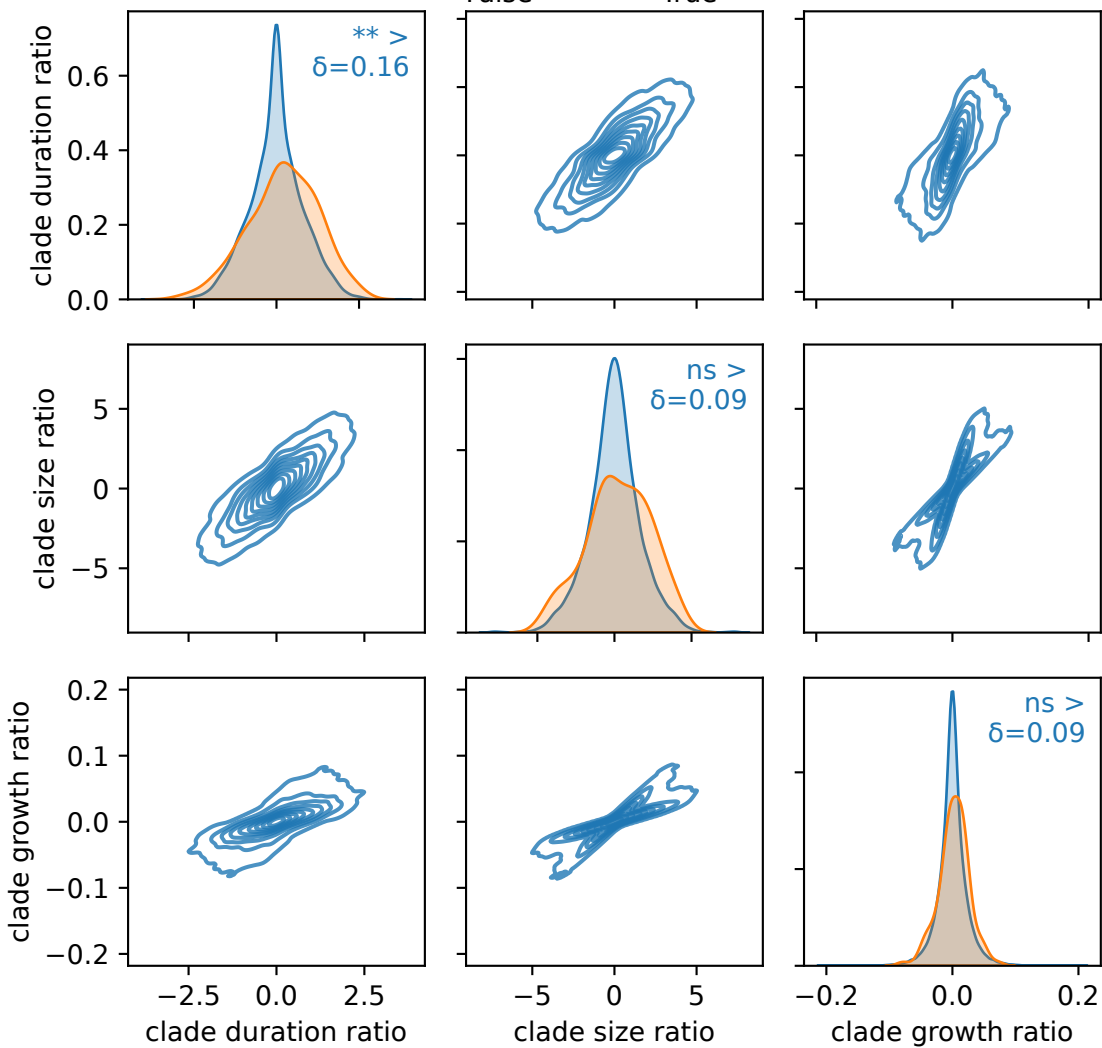 False True
clade duration ratio
0.6
0.4
0.2
0.0
** >
δ=0.16
clade size ratio
5
0
−5
ns >
δ=0.09
clade growth ratio
0.2
0.1
0.0
−0.1
−0.2
ns >
δ=0.09
−2.5 0.0 2.5
−5 0 5
−0.2 0.0 0.2
clade duration ratio
clade size ratio
clade growth ratio